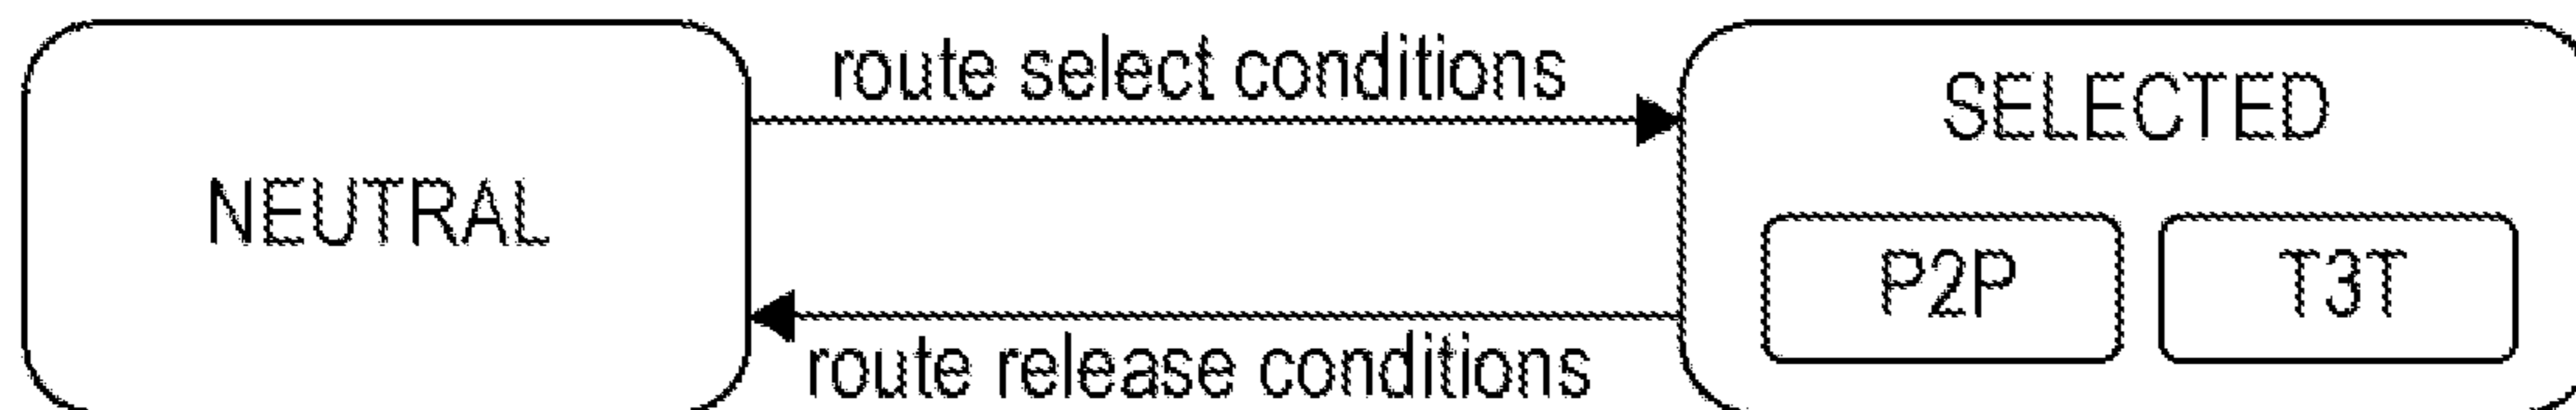 route select conditions
SELECTED
NEUTRAL
P2P
T3T
route release conditions